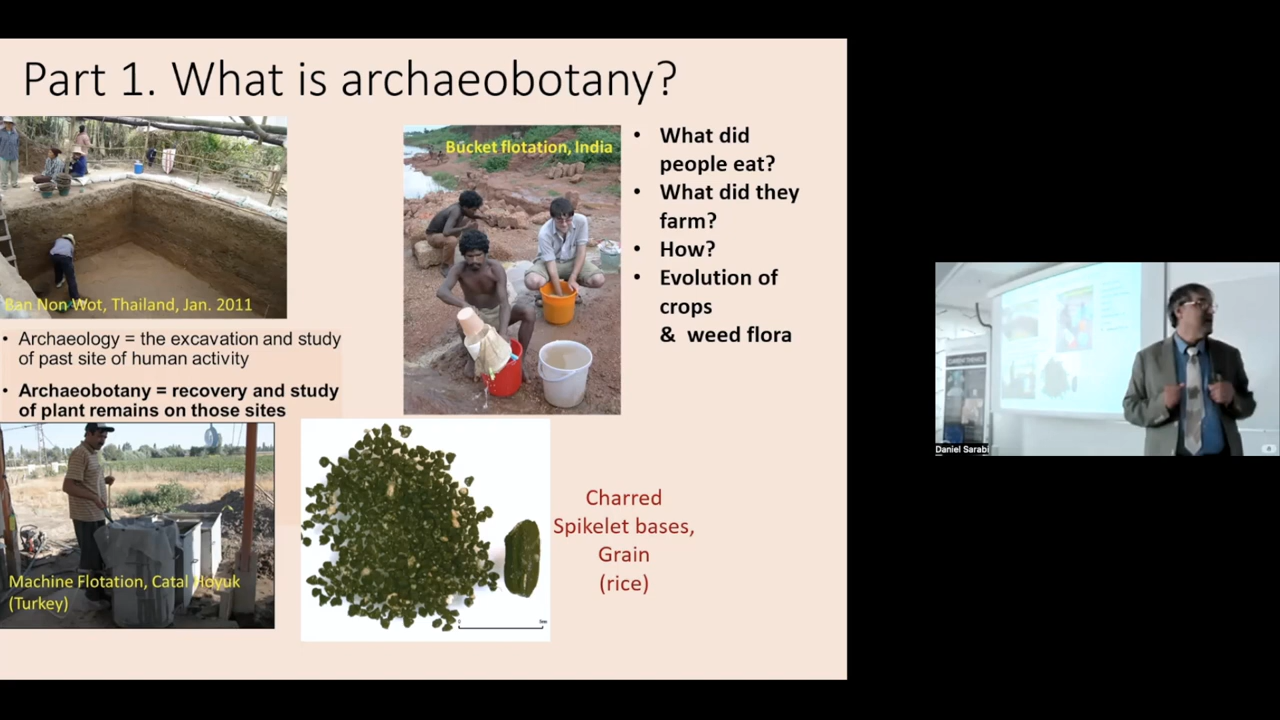 Part 1. What is archaeobotany?
Ban Non Wot, Thailand, Jan. 2011
• Archaeology = the excavation and study
of past site of human activity
• Archaeobotany = recovery and study
of plant remains on those sites
Machine Flotation, Catal Hoyuk
(Turkey)
Bucket flotation, India
• What did
people eat?
• What did they
farm?
• How?
• Evolution of
crops
& weed flora
Charred
Spikelet bases,
Grain
(rice)
Daniel Sarabi